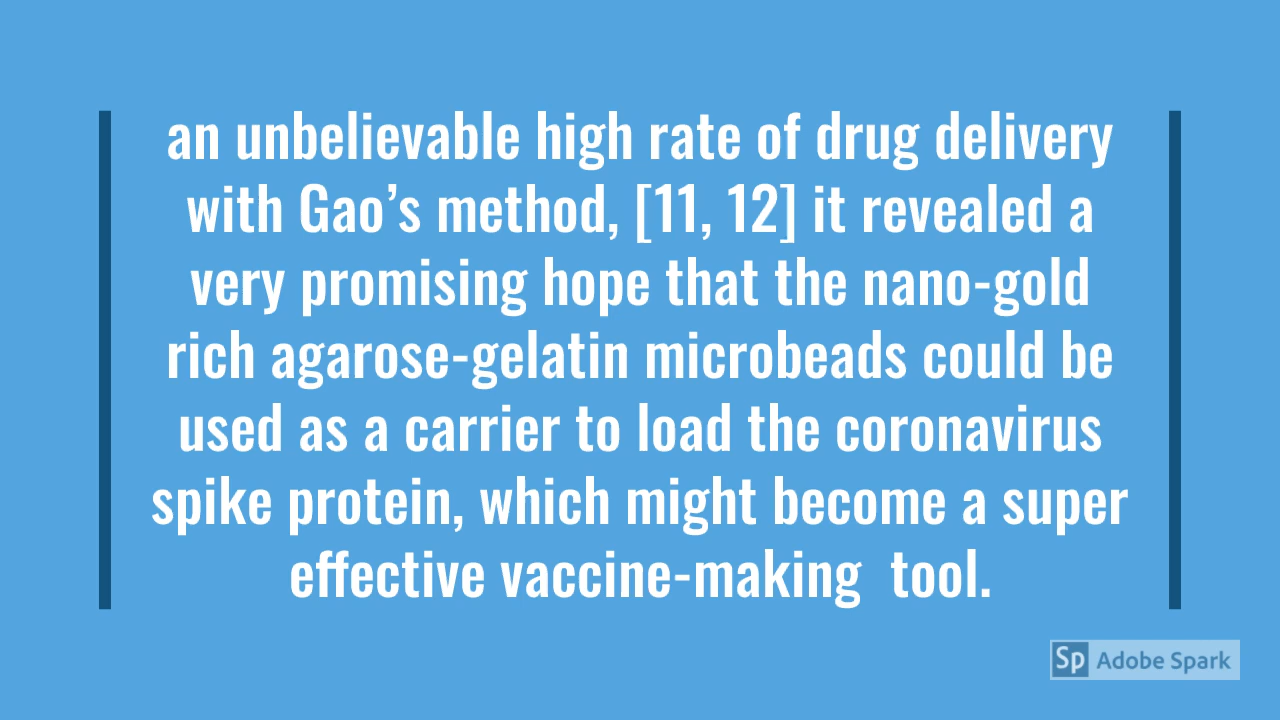 an unbelievable high rate of drug delivery
with Gao’s method, [11, 12] it revealed a
very promising hope that the nano-gold
rich agarose-gelatin microbeads could be
used as a carrier to load the coronavirus
spike protein, which might become a super
effective vaccine-making  tool.
Sp Adobe Spark